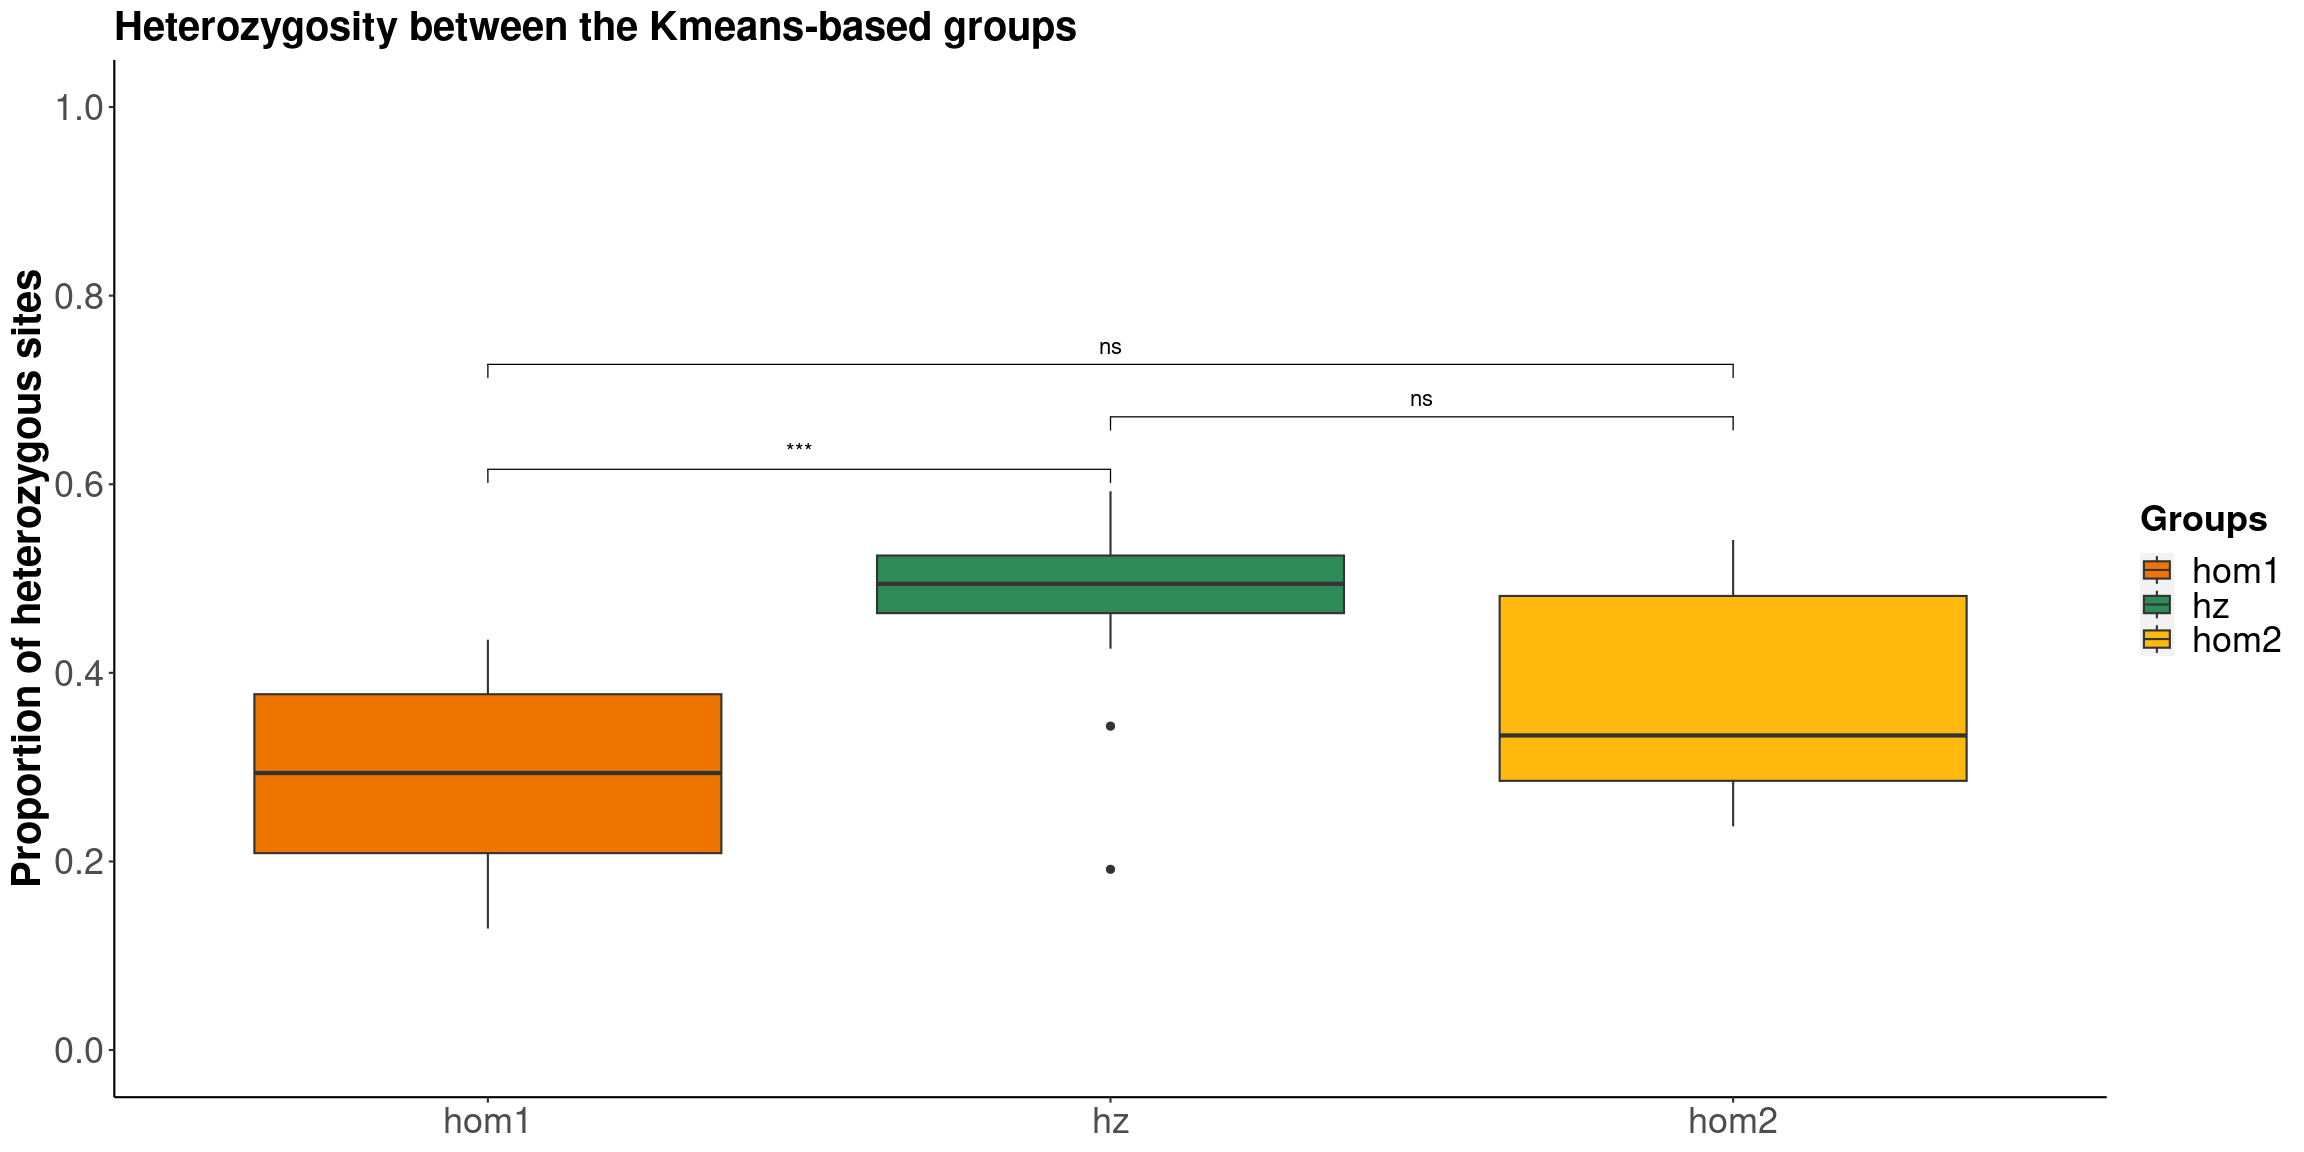 Heterozygosity between the Kmeans-based groups
Proportion of heterozygous sites
1.0
0.8
0.6
0.4
0.2
0.0
ns
ns
***
hom1
hz
hom2
Groups
hom1
hz
hom2